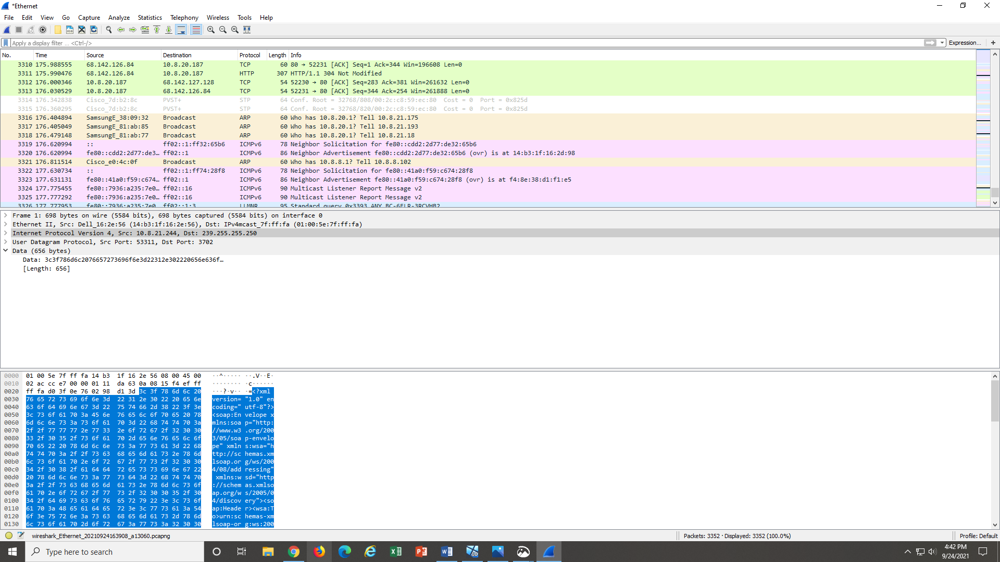 *Ethernet
File Edit View Go Capture Analyze Statistics Telephony Wireless Tools Help
Apply a display filter ... <Ctrl-/> Expression... +
No. Time Source Destination Protocol Length Info
3310 175.988555 68.142.126.84 10.8.20.187 TCP 60 80 → 52231 [ACK] Seq=1 Ack=344 Win=196608 Len=0
3311 175.990476 68.142.126.84 10.8.20.187 HTTP 307 HTTP/1.1 304 Not Modified
3312 176.000346 10.8.20.187 68.142.127.128 TCP 54 52230 → 80 [ACK] Seq=283 Ack=381 Win=261632 Len=0
3313 176.030529 10.8.20.187 68.142.126.84 TCP 54 52231 → 80 [ACK] Seq=344 Ack=254 Win=261888 Len=0
3314 176.342838 Cisco_7d:b2:8c PVST+ STP 64 Conf. Root = 32768/808/00:2c:c8:59:ec:80 Cost = 0 Port = 0x825d
3315 176.360295 Cisco_7d:b2:8c PVST+ STP 64 Conf. Root = 32768/820/00:2c:c8:59:ec:80 Cost = 0 Port = 0x825d
3316 176.404894 SamsungE_38:09:32 Broadcast ARP 60 Who has 10.8.20.1? Tell 10.8.21.175
3317 176.405049 SamsungE_81:ab:85 Broadcast ARP 60 Who has 10.8.20.1? Tell 10.8.21.193
3318 176.479148 SamsungE_81:ab:77 Broadcast ARP 60 Who has 10.8.20.1? Tell 10.8.21.18
3319 176.620994 :: ff02::1:ff32:65b6 ICMPv6 78 Neighbor Solicitation for fe80::cdd2:2d77:de32:65b6
3320 176.620994 fe80::cdd2:2d77:de3… ff02::1 ICMPv6 86 Neighbor Advertisement fe80::cdd2:2d77:de32:65b6 (ovr) is at 14:b3:1f:16:2d:98
3321 176.811514 Cisco_e0:4c:0f Broadcast ARP 60 Who has 10.8.8.1? Tell 10.8.8.102
3322 177.630734 :: ff02::1:ff74:28f8 ICMPv6 78 Neighbor Solicitation for fe80::41a0:f59:c674:28f8
3323 177.631131 fe80::41a0:f59:c674… ff02::1 ICMPv6 86 Neighbor Advertisement fe80::41a0:f59:c674:28f8 (ovr) is at f4:8e:38:d1:f1:e5
3324 177.775455 fe80::7936:a235:7e0… ff02::16 ICMPv6 90 Multicast Listener Report Message v2
3325 177.777292 fe80::7936:a235:7e0… ff02::16 ICMPv6 90 Multicast Listener Report Message v2
3326 177.777953 fe80::7936:a235:7e0 ff02::1:3 LLMNR 95 Standard query 0x3393 ANY BC-6FLR-3RCVHB2
Frame 1: 698 bytes on wire (5584 bits), 698 bytes captured (5584 bits) on interface 0
Ethernet II, Src: Dell_16:2e:56 (14:b3:1f:16:2e:56), Dst: IPv4mcast_7f:ff:fa (01:00:5e:7f:ff:fa)
Internet Protocol Version 4, Src: 10.8.21.244, Dst: 239.255.255.250
User Datagram Protocol, Src Port: 53311, Dst Port: 3702
Data (656 bytes)
Data: 3c3f786d6c2076657273696f6e3d22312e302220656e636f…
[Length: 656]
0000 01 00 5e 7f ff fa 14 b3 1f 16 2e 56 08 00 45 00 ··^····· ··.V··E·
0010 02 ac cc e7 00 00 01 11 da 63 0a 08 15 f4 ef ff ········ ·c······
0020 ff fa d0 3f 0e 76 02 98 d1 3d 3c 3f 78 6d 6c 20 ···?·v·· ·=<?xml
0030 76 65 72 73 69 6f 6e 3d 22 31 2e 30 22 20 65 6e version= "1.0" en
0040 63 6f 64 69 6e 67 3d 22 75 74 66 2d 38 22 3f 3e coding=" utf-8"?>
0050 3c 73 6f 61 70 3a 45 6e 76 65 6c 6f 70 65 20 78 <soap:En velope x
0060 6d 6c 6e 73 3a 73 6f 61 70 3d 22 68 74 74 70 3a mlns:soa p="http:
0070 2f 2f 77 77 77 2e 77 33 2e 6f 72 67 2f 32 30 30 //www.w3 .org/200
0080 33 2f 30 35 2f 73 6f 61 70 2d 65 6e 76 65 6c 6f 3/05/soa p-envelo
0090 70 65 22 20 78 6d 6c 6e 73 3a 77 73 61 3d 22 68 pe" xmln s:wsa="h
00a0 74 74 70 3a 2f 2f 73 63 68 65 6d 61 73 2e 78 6d ttp://sc hemas.xm
00b0 6c 73 6f 61 70 2e 6f 72 67 2f 77 73 2f 32 30 30 lsoap.or g/ws/200
00c0 34 2f 30 38 2f 61 64 64 72 65 73 73 69 6e 67 22 4/08/add ressing"
00d0 20 78 6d 6c 6e 73 3a 77 73 64 3d 22 68 74 74 70 xmlns:w sd="http
00e0 3a 2f 2f 73 63 68 65 6d 61 73 2e 78 6d 6c 73 6f ://schem as.xmlso
00f0 61 70 2e 6f 72 67 2f 77 73 2f 32 30 30 35 2f 30 ap.org/w s/2005/0
0100 34 2f 64 69 73 63 6f 76 65 72 79 22 3e 3c 73 6f 4/discov ery"><so
0110 61 70 3a 48 65 61 64 65 72 3e 3c 77 73 61 3a 54 ap:Heade r><wsa:T
0120 6f 3e 75 72 6e 3a 73 63 68 65 6d 61 73 2d 78 6d o>urn:sc hemas-xm
0130 6c 73 6f 61 70 2d 6f 72 67 3a 77 73 3a 32 30 30 lsoap-or g:ws:200
wireshark_Ethernet_20210924163908_a13060.pcapng Packets: 3352 · Displayed: 3352 (100.0%) Profile: Default
Type here to search
4:42 PM
9/24/2021